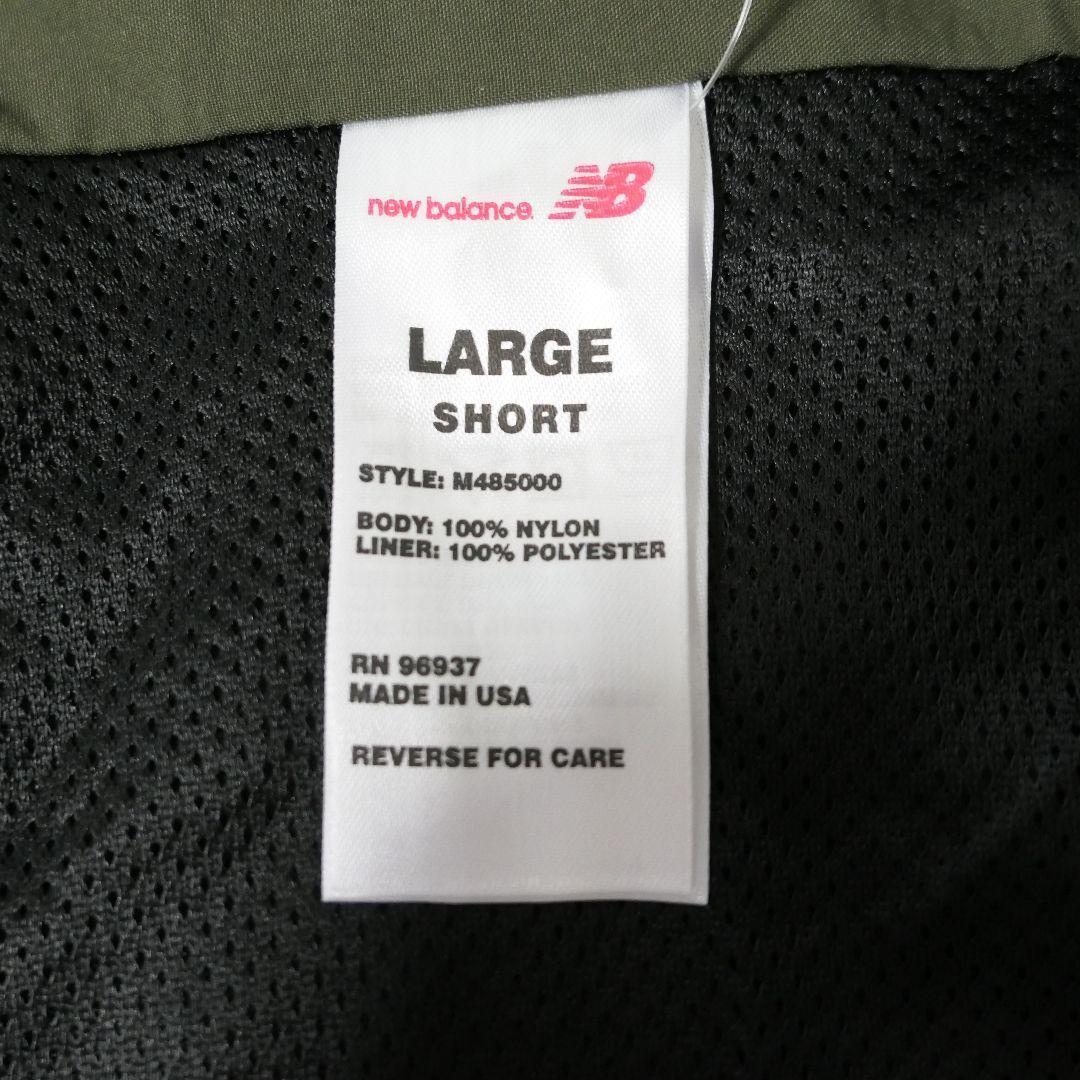 new balance NB
LARGE
SHORT
STYLE: M485000
BODY: 100% NYLON
LINER: 100% POLYESTER
RN 96937
MADE IN USA
REVERSE FOR CARE